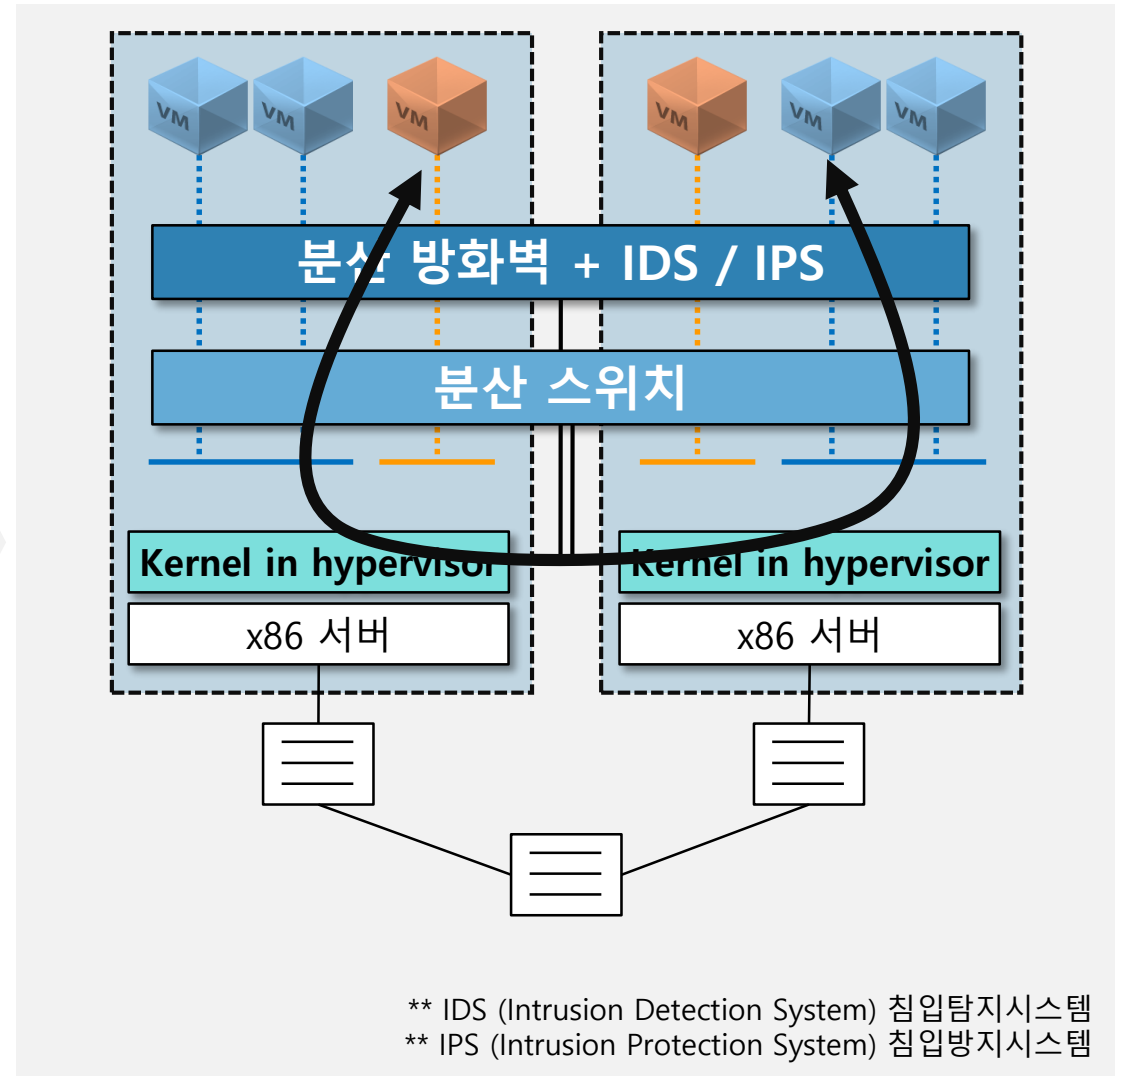 VM VM VM VM VM VM
분산 방화벽 + IDS / IPS
분산 스위치
Kernel in hypervisor Kernel in hypervisor
x86 서버 x86 서버
** IDS (Intrusion Detection System) 침입탐지시스템
** IPS (Intrusion Protection System) 침입방지시스템